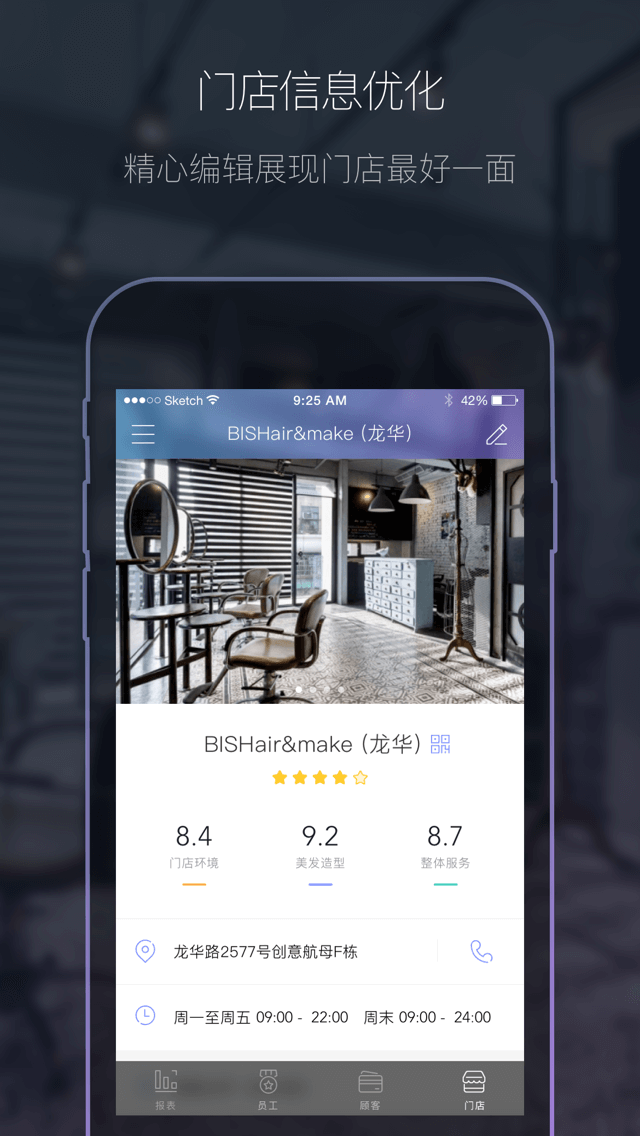 门店信息优化
精心编辑展现门店最好一面
Sketch 9:25 AM 42%
BISHair&make（龙华）
BISHair&make（龙华）
8.4 9.2 8.7
门店环境 美发造型 整体服务
龙华路2577号创意航母F栋
周一至周五 09:00 - 22:00 周末 09:00 - 24:00
报表 员工 顾客 门店